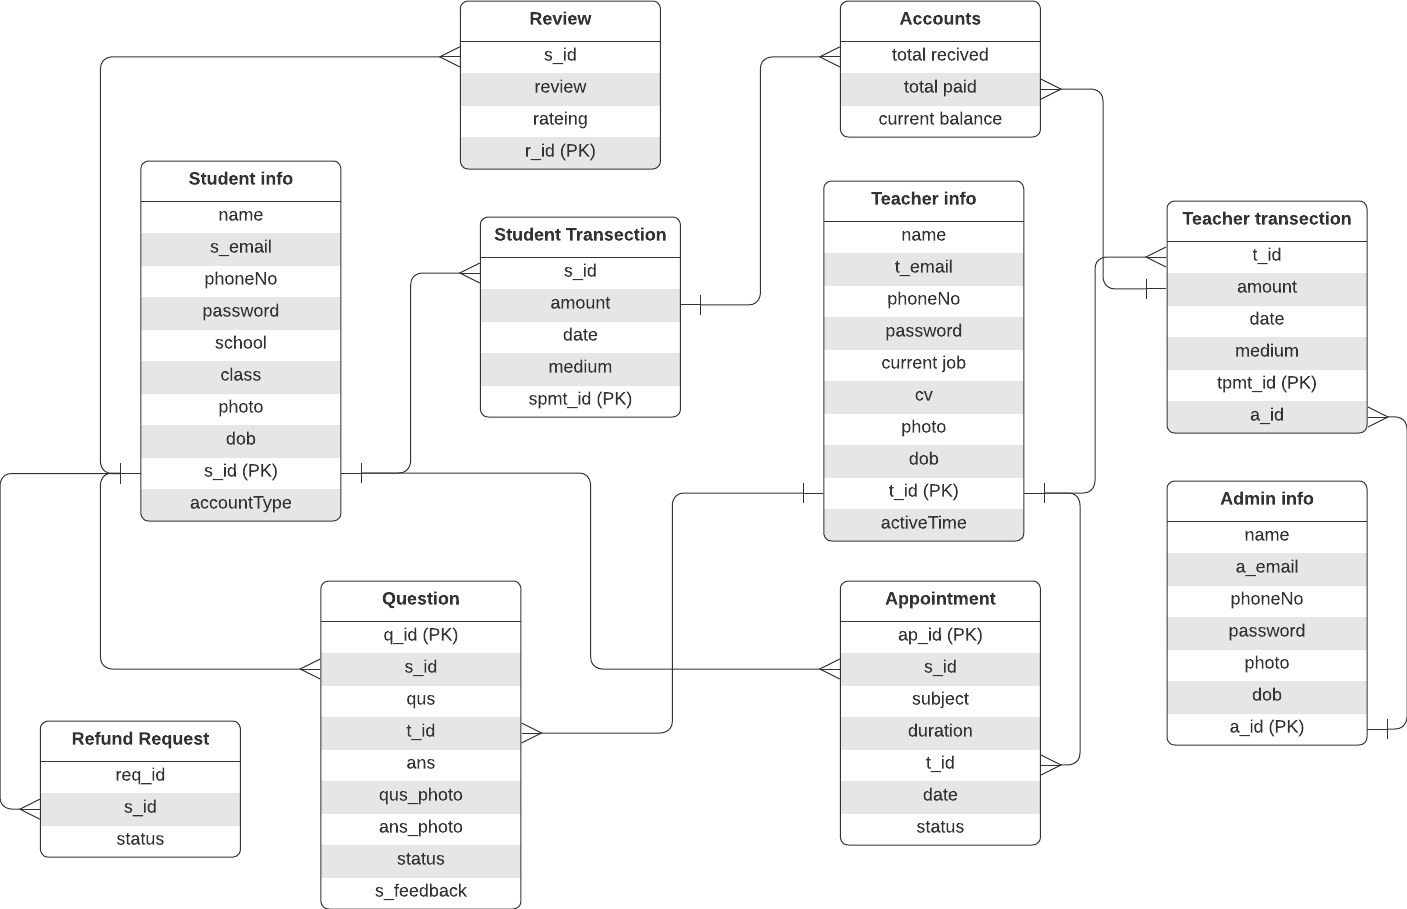 Review
s_id
review
rateing
r_id (PK)
Accounts
total recived
total paid
current balance
Student info
name
s_email
phoneNo
password
school
class
photo
dob
s_id (PK)
accountType
Student Transection
s_id
amount
date
medium
spmt_id (PK)
Teacher info
name
t_email
phoneNo
password
current job
cv
photo
dob
t_id (PK)
activeTime
Teacher transection
t_id
amount
date
medium
tpmt_id (PK)
a_id
Admin info
name
a_email
phoneNo
password
photo
dob
a_id (PK)
Question
q_id (PK)
s_id
qus
t_id
ans
qus_photo
ans_photo
status
s_feedback
Appointment
ap_id (PK)
s_id
subject
duration
t_id
date
status
Refund Request
req_id
s_id
status